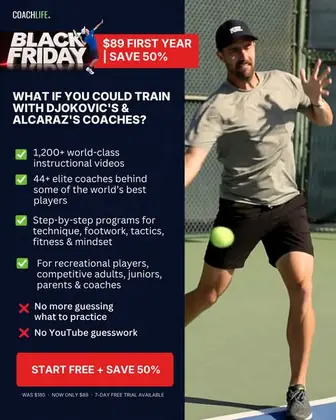 COACHLIFE.
BLACK
FRIDAY
$89 FIRST YEAR
| SAVE 50%
WHAT IF YOU COULD TRAIN
WITH DJOKOVIC'S &
ALCARAZ'S COACHES?
1,200+ world-class
instructional videos
44+ elite coaches behind
some of the world's best
players
Step-by-step programs for
technique, footwork, tactics,
fitness & mindset
For recreational players,
competitive adults, juniors,
parents & coaches
No more guessing
what to practice
No YouTube guesswork
START FREE + SAVE 50%
WAS $180 · NOW ONLY $89 · 7-DAY FREE TRIAL AVAILABLE